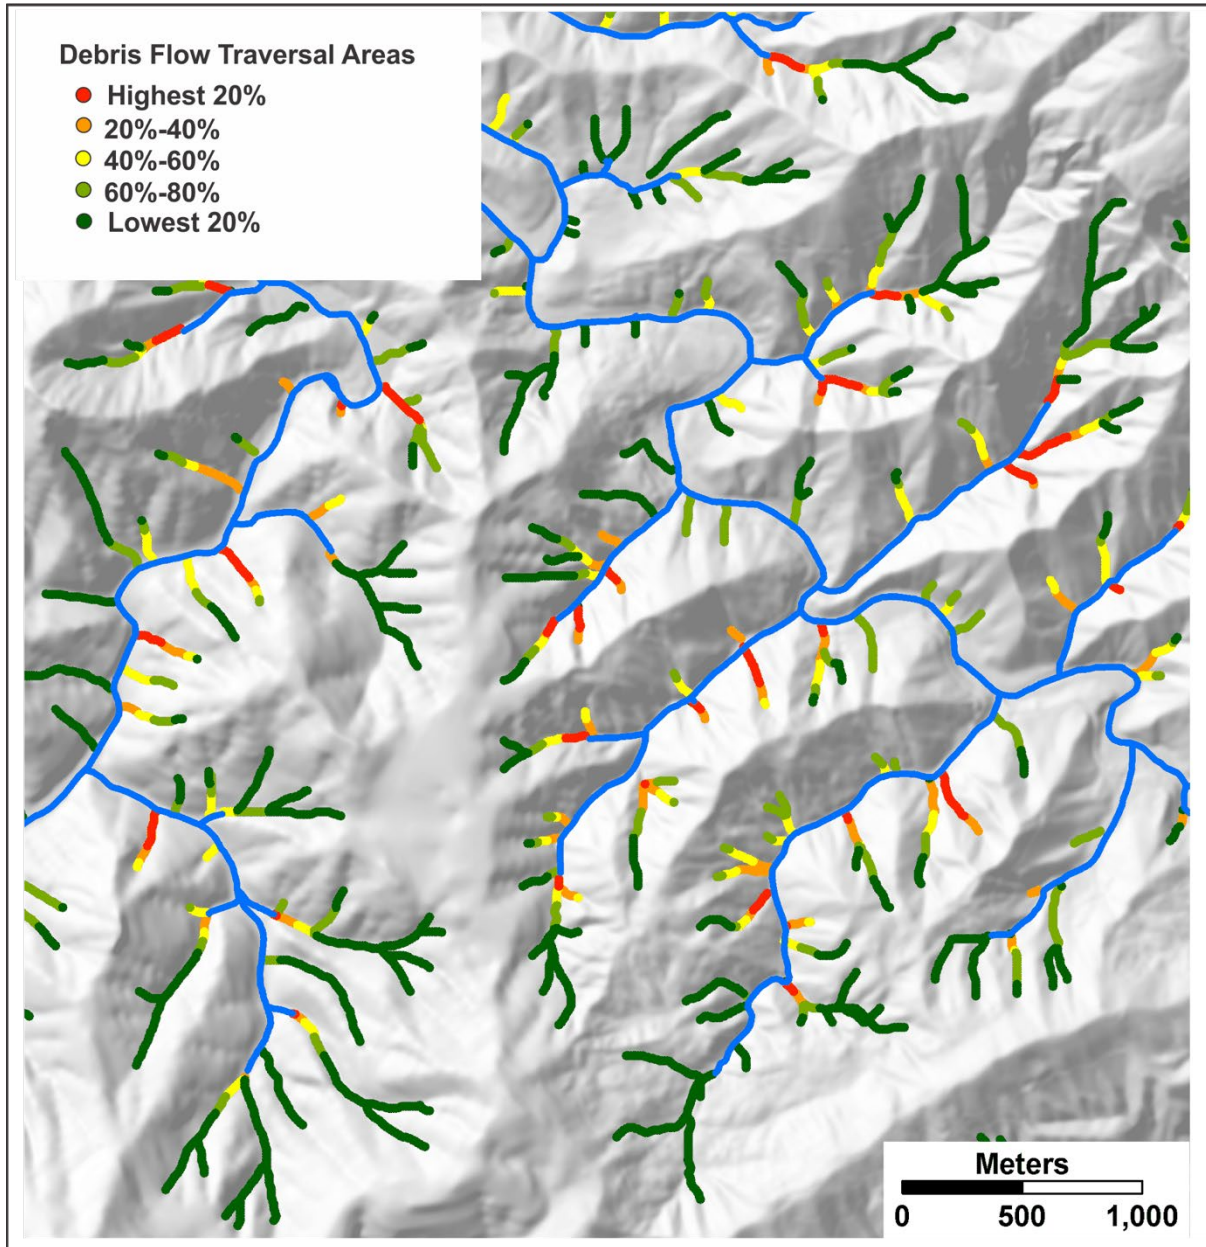 Debris Flow Traversal Areas
Highest 20%
20%-40%
40%-60%
60%-80%
Lowest 20%
Meters
0 500 1,000